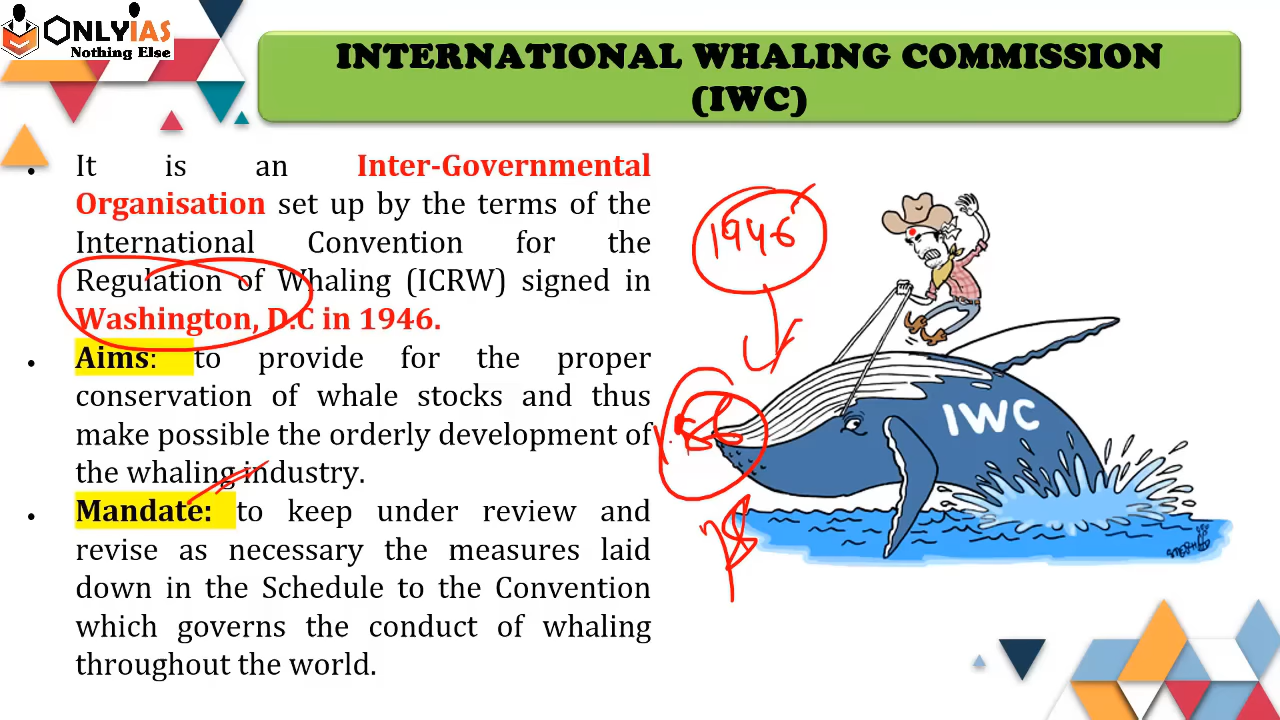 ONLYIAS
Nothing Else
INTERNATIONAL WHALING COMMISSION
(IWC)
• It is an Inter-Governmental
Organisation set up by the terms of the
International Convention for the
Regulation of Whaling (ICRW) signed in
Washington, D.C in 1946.
• Aims: to provide for the proper
conservation of whale stocks and thus
make possible the orderly development of
the whaling industry.
• Mandate: to keep under review and
revise as necessary the measures laid
down in the Schedule to the Convention
which governs the conduct of whaling
throughout the world.
1946
IWC